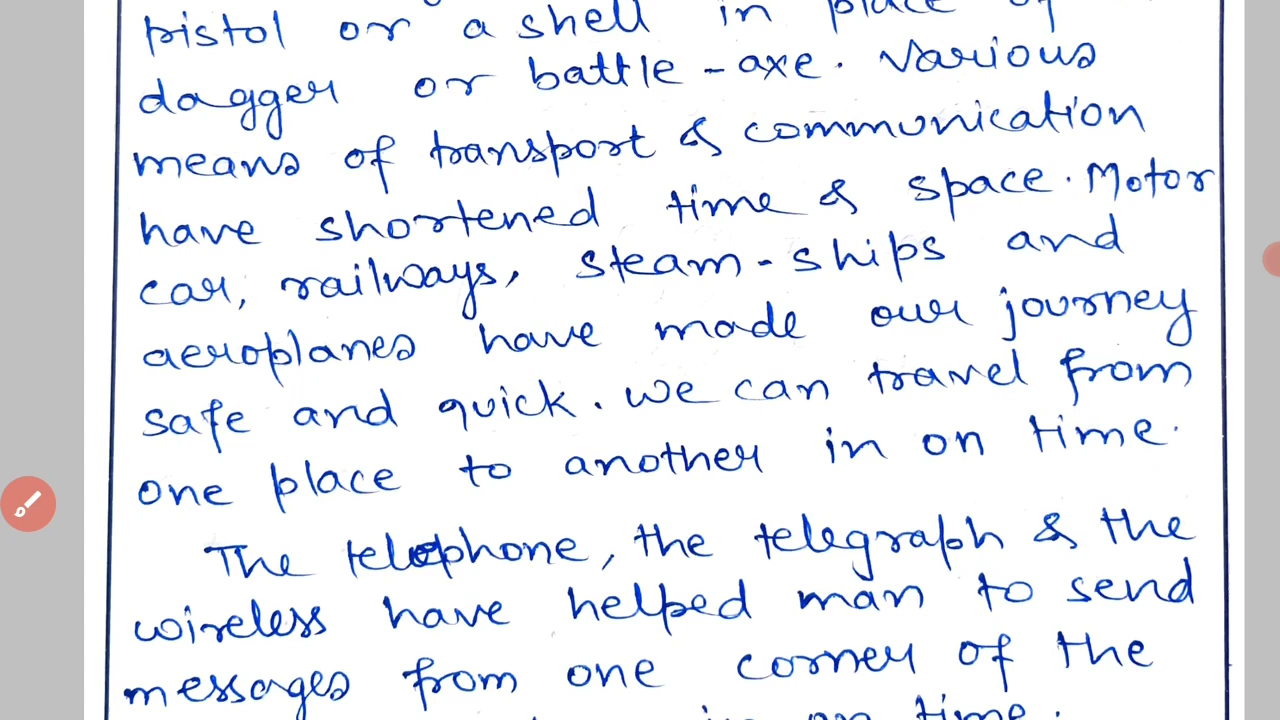 pistol or a shell in place of
dagger or battle-axe. Various
means of transport & communication
have shortened time & space. Motor
car, railways, steam-ships and
aeroplanes have made our journey
safe and quick. We can travel from
one place to another in on time.
The telephone, the telegraph & the
wireless have helped man to send
messages from one corner of the
in on time.